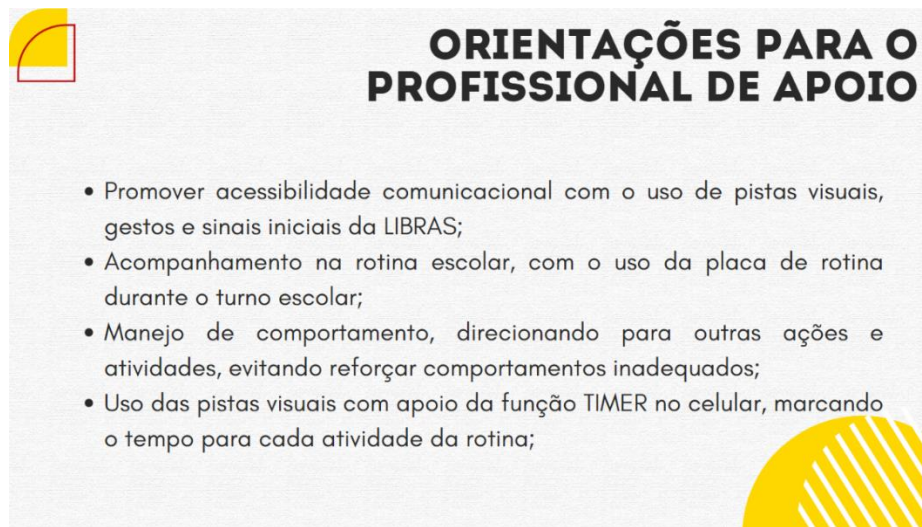 ORIENTAÇÕES PARA O
PROFISSIONAL DE APOIO
• Promover acessibilidade comunicacional com o uso de pistas visuais,
gestos e sinais iniciais da LIBRAS;
• Acompanhamento na rotina escolar, com o uso da placa de rotina
durante o turno escolar;
• Manejo de comportamento, direcionando para outras ações e
atividades, evitando reforçar comportamentos inadequados;
• Uso das pistas visuais com apoio da função TIMER no celular, marcando
o tempo para cada atividade da rotina;